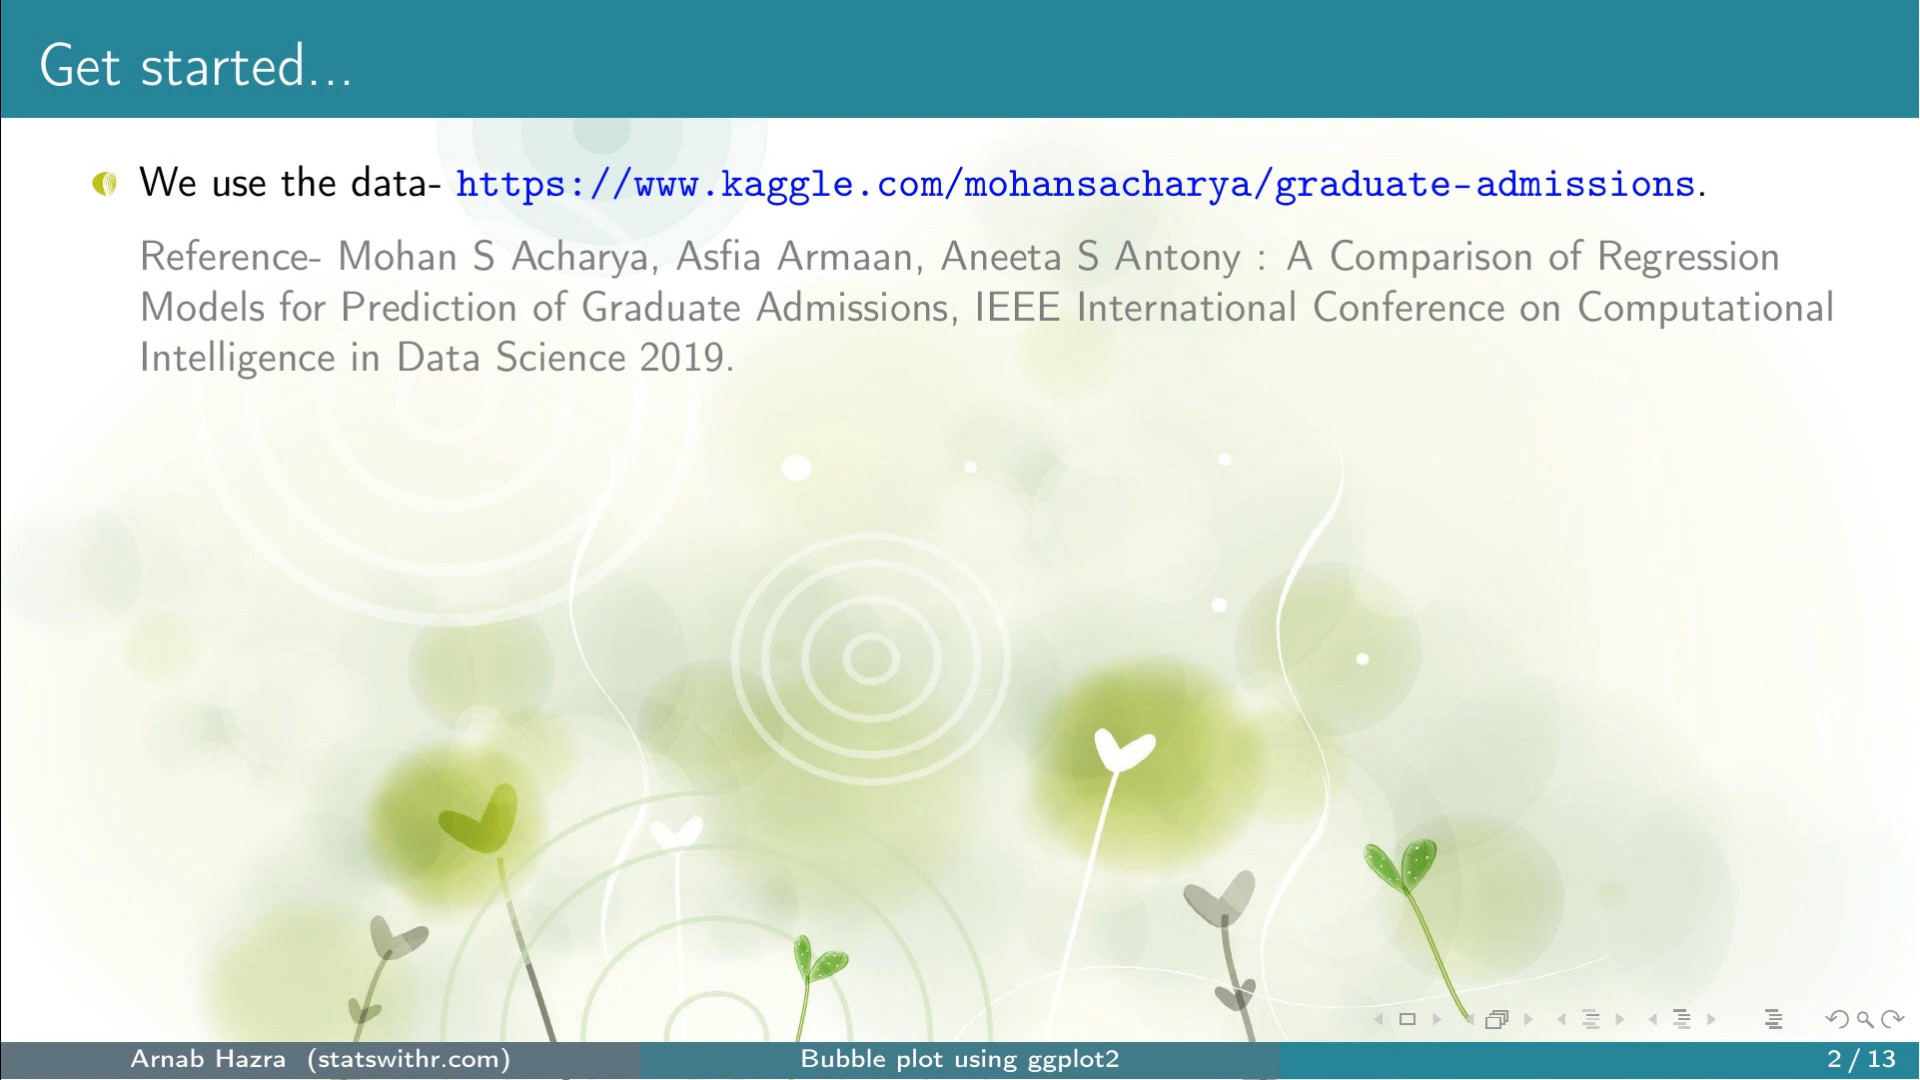 Get started...
We use the data- https://www.kaggle.com/mohansacharya/graduate-admissions.
Reference- Mohan S Acharya, Asfia Armaan, Aneeta S Antony : A Comparison of Regression
Models for Prediction of Graduate Admissions, IEEE International Conference on Computational
Intelligence in Data Science 2019.
Arnab Hazra (statswithr.com)
Bubble plot using ggplot2
2 / 13